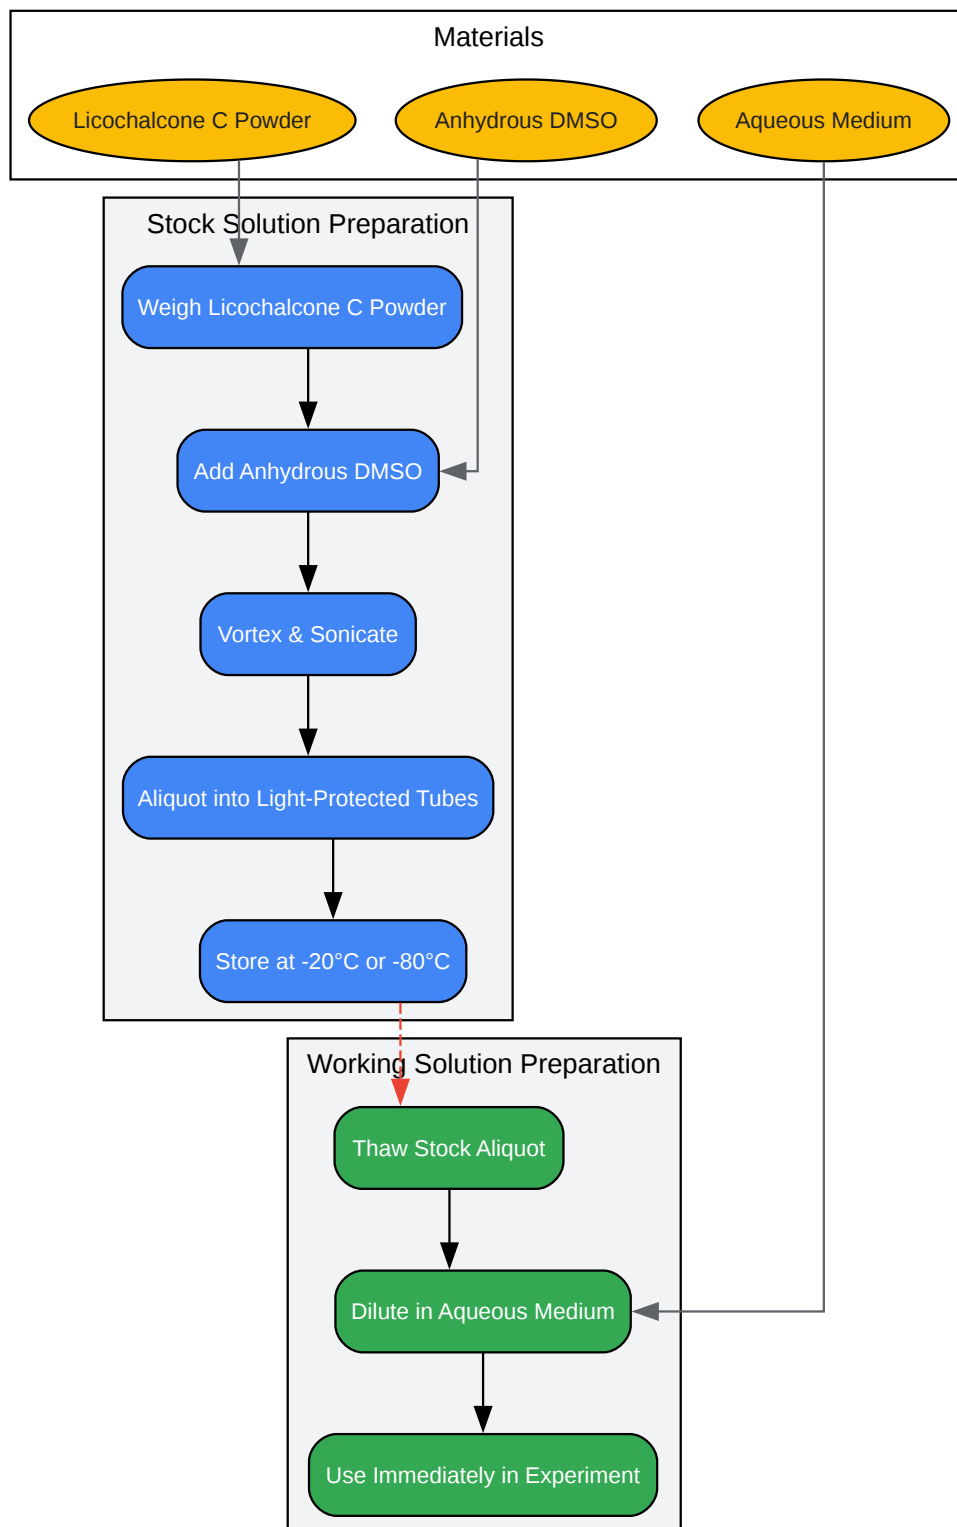 Materials
Licochalcone C Powder
Anhydrous DMSO
Aqueous Medium
Stock Solution Preparation
Weigh Licochalcone C Powder
Add Anhydrous DMSO
Vortex & Sonicate
Aliquot into Light-Protected Tubes
Store at -20°C or -80°C
Working Solution Preparation
Thaw Stock Aliquot
Dilute in Aqueous Medium
Use Immediately in Experiment